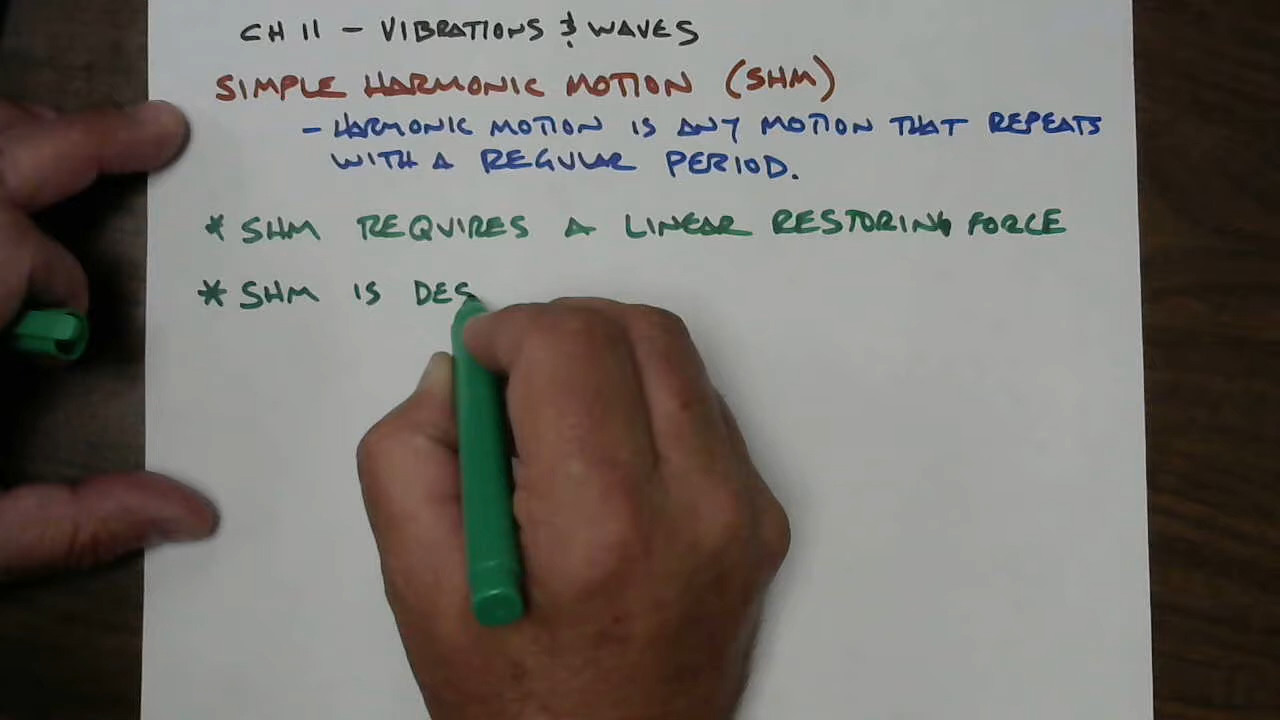 CH 11 - VIBRATIONS & WAVES
SIMPLE HARMONIC MOTION (SHM)
- HARMONIC MOTION IS ANY MOTION THAT REPEATS
WITH A REGULAR PERIOD.
* SHM REQUIRES A LINEAR RESTORING FORCE
* SHM IS DES